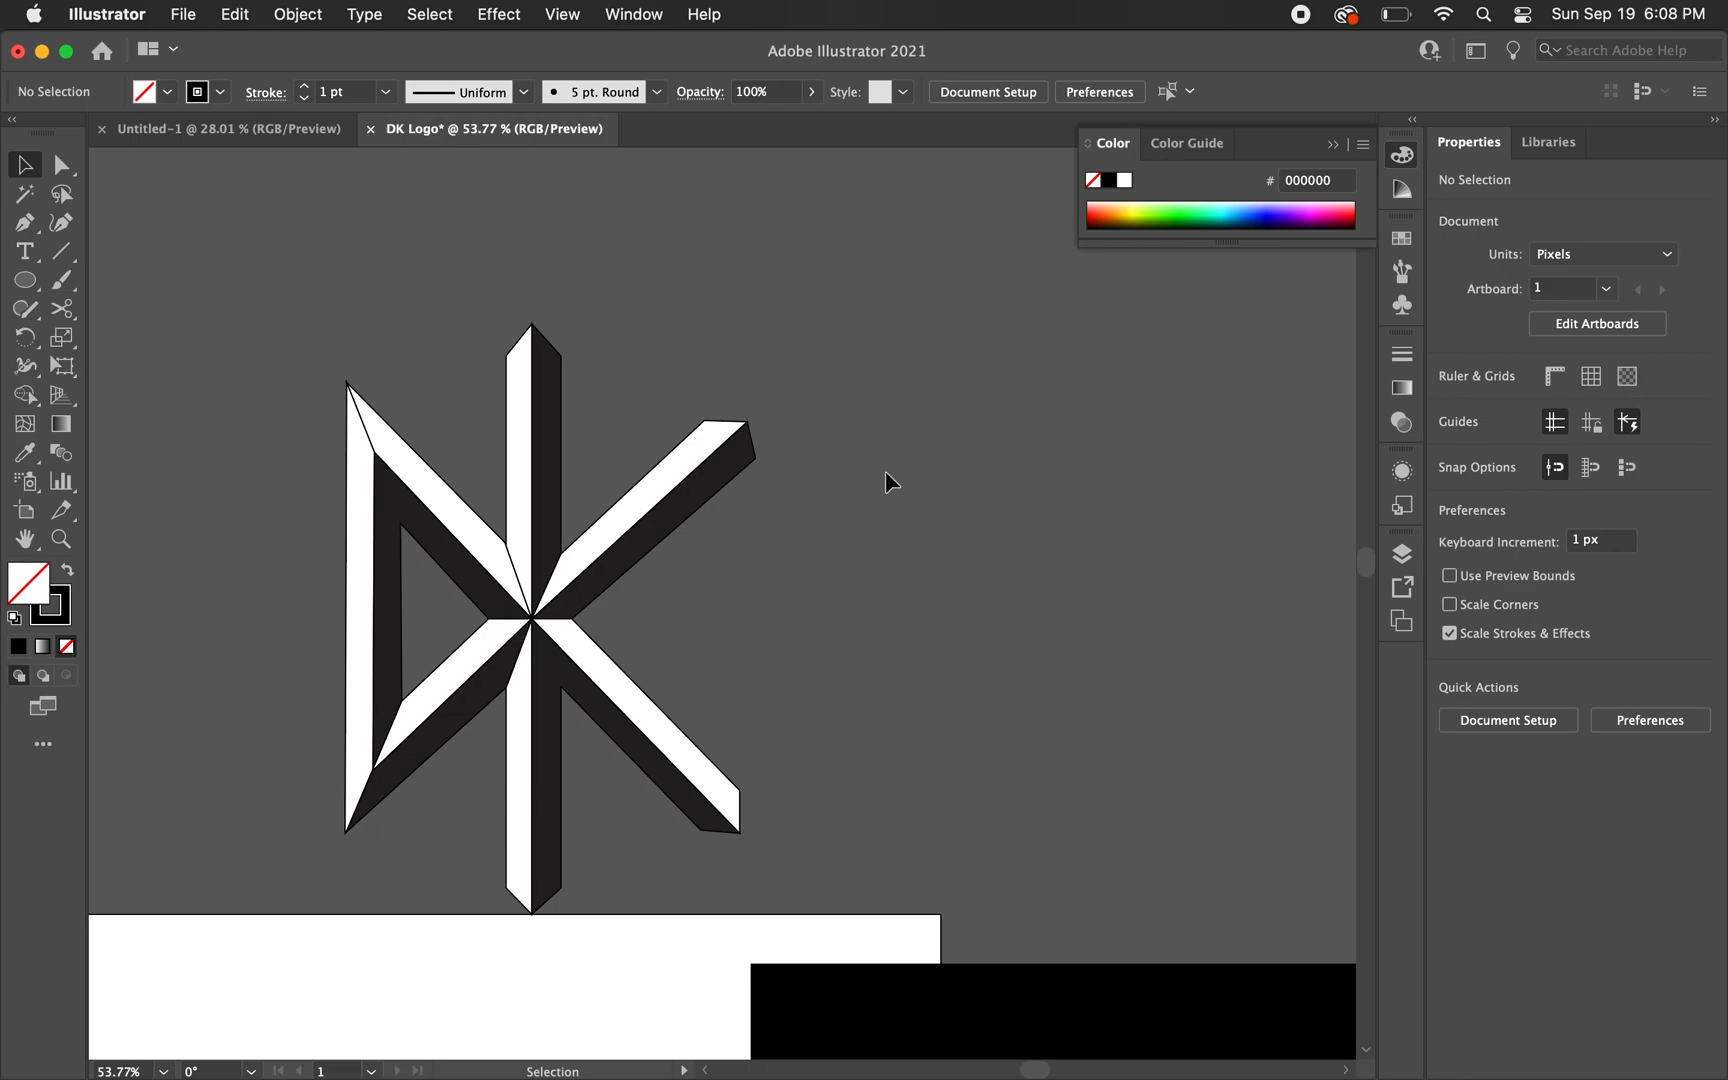 Illustrator File Edit Object Type Select Effect View Window Help Sun Sep 19 6:08 PM
Adobe Illustrator 2021 Search Adobe Help
No Selection Stroke: 1 pt Uniform 5 pt. Round Opacity: 100% Style: Document Setup Preferences
Untitled-1 @ 28.01 % (RGB/Preview) DK Logo* @ 53.77 % (RGB/Preview)
Color Color Guide
# 000000
Properties Libraries
No Selection
Document
Units: Pixels
Artboard: 1
Edit Artboards
Ruler & Grids
Guides
Snap Options
Preferences
Keyboard Increment: 1 px
Use Preview Bounds
Scale Corners
Scale Strokes & Effects
Quick Actions
Document Setup Preferences
53.77% 0° 1 Selection